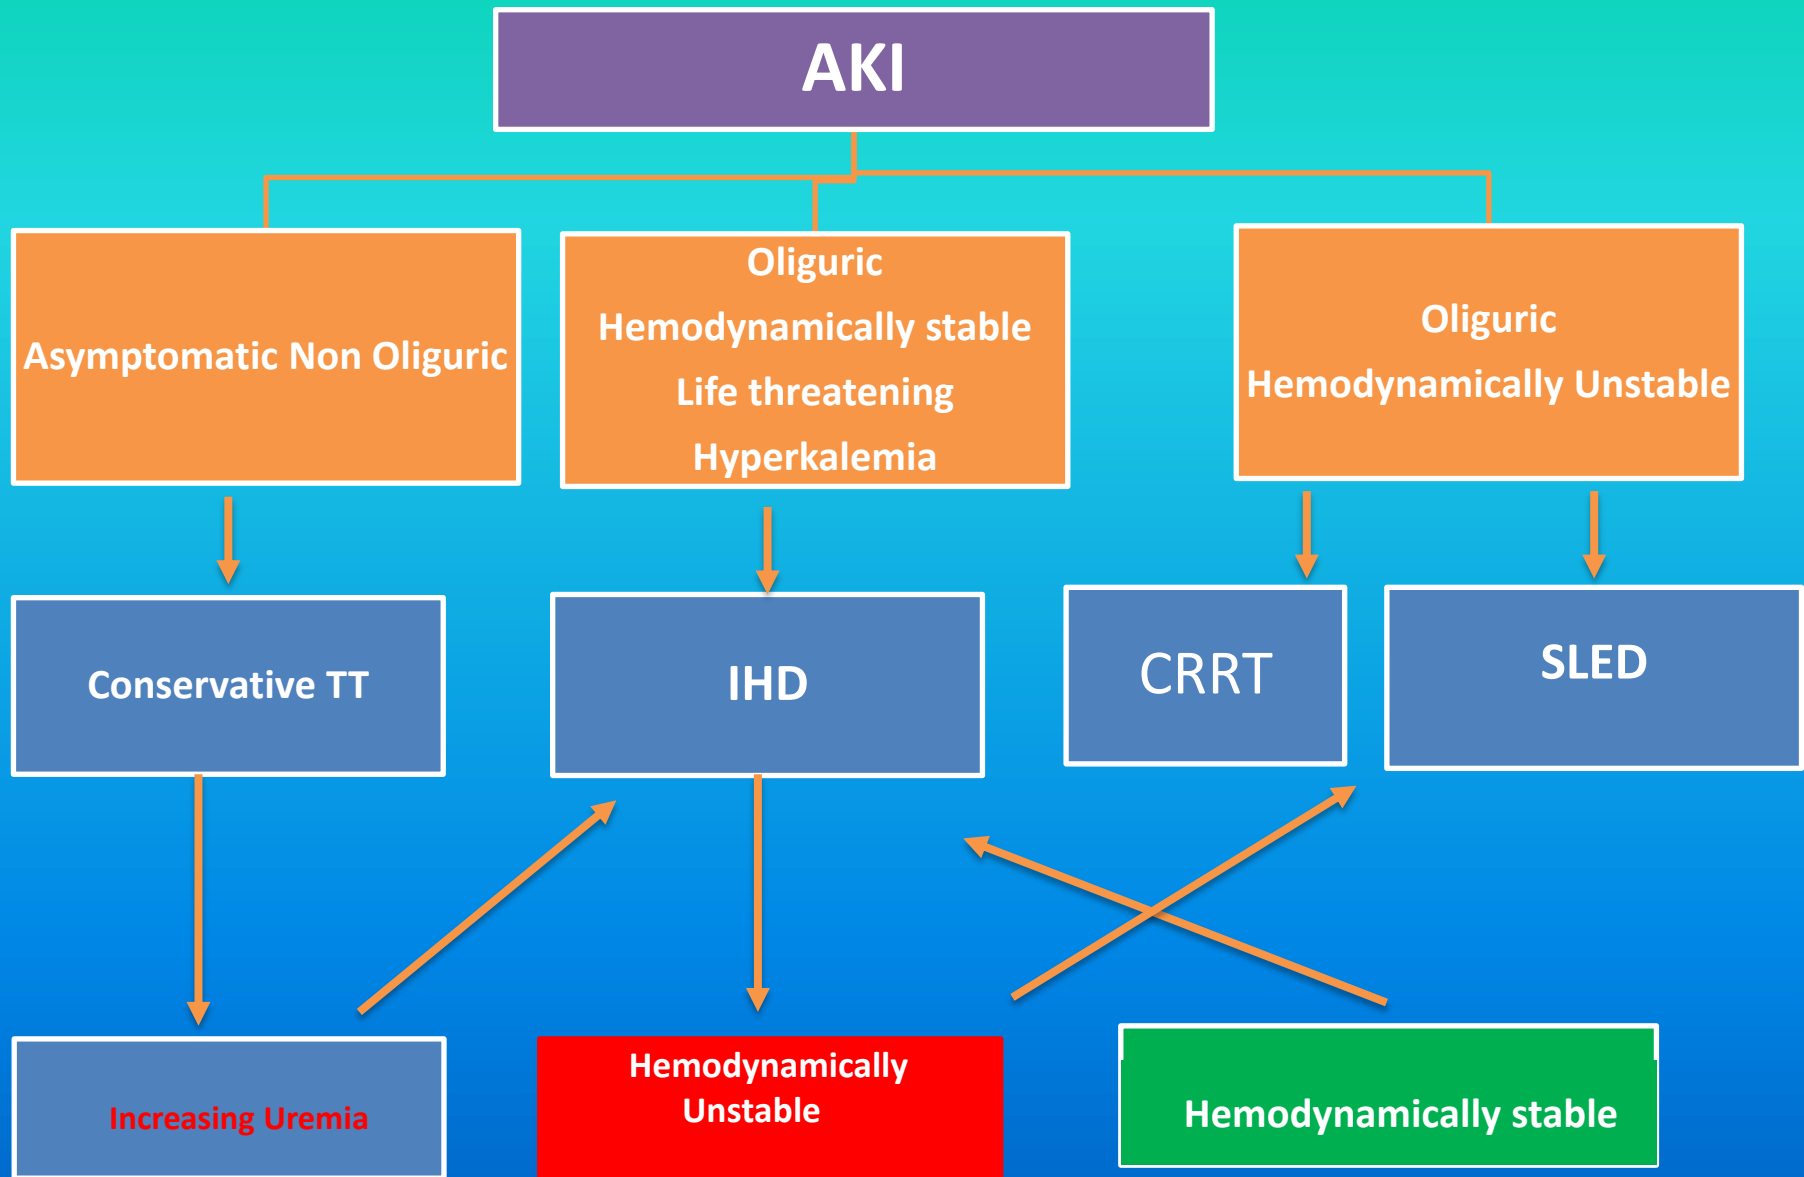 AKI
Asymptomatic Non Oliguric
Oliguric
Hemodynamically stable
Life threatening
Hyperkalemia
Oliguric
Hemodynamically Unstable
Conservative TT
IHD
CRRT
SLED
Increasing Uremia
Hemodynamically
Unstable
Hemodynamically stable